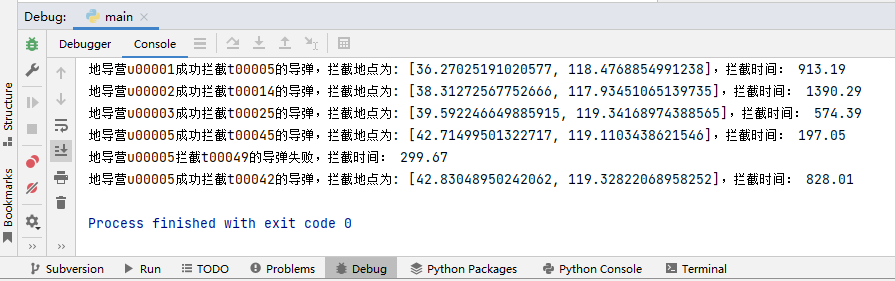 Debug: main
Debugger Console
地导营u00001成功拦截t00005的导弹，拦截地点为: [36.27025191020577, 118.4768854991238]，拦截时间： 913.19
地导营u00002成功拦截t00014的导弹，拦截地点为: [38.31272567752666, 117.93451065139735]，拦截时间： 1390.29
地导营u00003成功拦截t00025的导弹，拦截地点为: [39.592246649885915, 119.34168974388565]，拦截时间： 574.39
地导营u00005成功拦截t00045的导弹，拦截地点为: [42.71499501322717, 119.1103438621546]，拦截时间： 197.05
地导营u00005拦截t00049的导弹失败，拦截时间： 299.67
地导营u00005成功拦截t00042的导弹，拦截地点为: [42.83048950242062, 119.32822068958252]，拦截时间： 828.01
Process finished with exit code 0
Structure
Bookmarks
Subversion Run TODO Problems Debug Python Packages Python Console Terminal